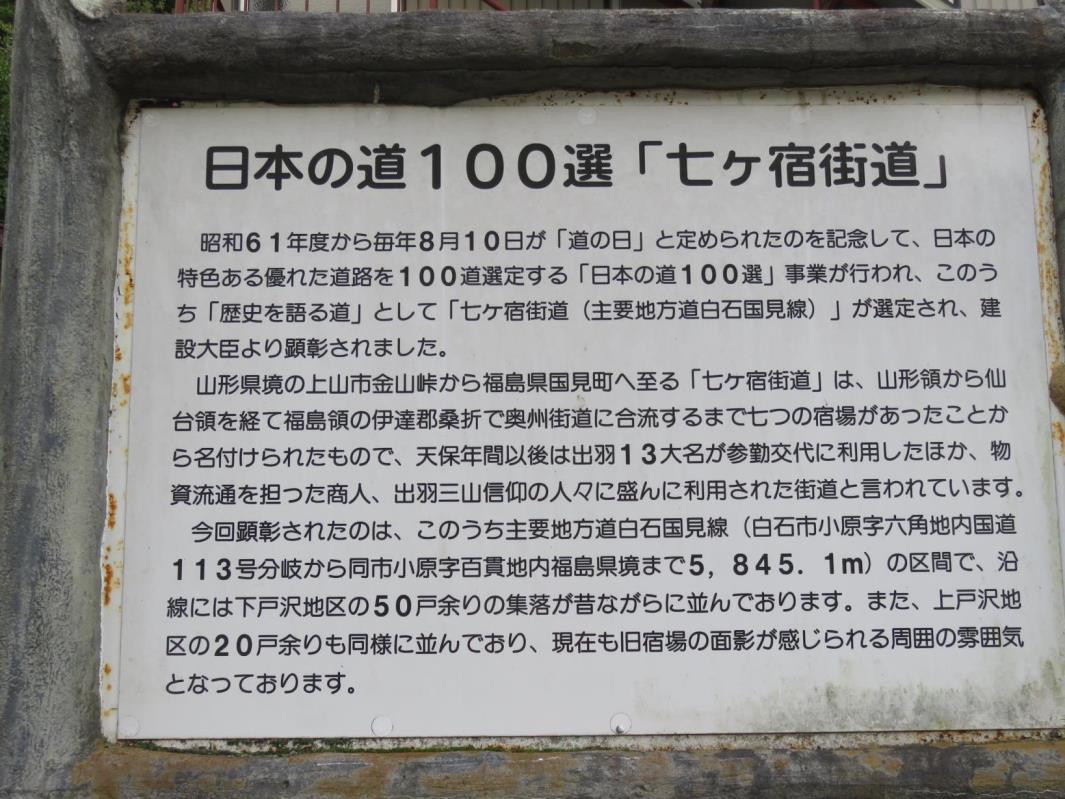 日本の道100選「七ヶ宿街道」
昭和61年度から毎年8月10日が「道の日」と定められたのを記念して、日本の
特色ある優れた道路を100道選定する「日本の道100選」事業が行われ、このう
ち「歴史を語る道」として「七ケ宿街道（主要地方道白石国見線）」が選定され、建
設大臣より顕彰されました。
山形県境の上山市金山峠から福島県国見町へ至る「七ケ宿街道」は、山形領から仙
台領を経て福島領の伊達郡桑折で奥州街道に合流するまで七つの宿場があったことか
ら名付けられたもので、天保年間以後は出羽13大名が参勤交代に利用したほか、物
資流通を担った商人、出羽三山信仰の人々に盛んに利用された街道と言われています。
今回顕彰されたのは、このうち主要地方道白石国見線（白石市小原字六角地内国道
113号分岐から同市小原字百貫地内福島県境まで5，845．1m）の区間で、沿
線には下戸沢地区の50戸余りの集落が昔ながらに並んでおります。また、上戸沢地
区の20戸余りも同様に並んでおり、現在も旧宿場の面影が感じられる周囲の雰囲気
となっております。